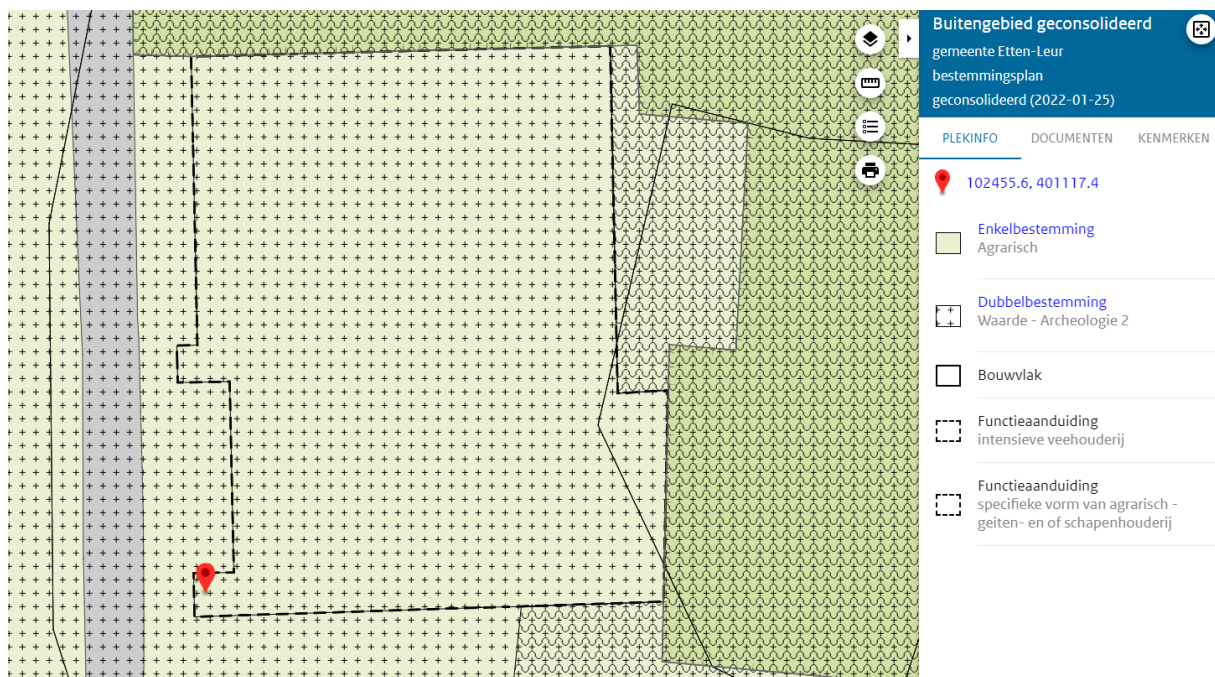 Buitengebied geconsolideerd
gemeente Etten-Leur
bestemmingsplan
geconsolideerd (2022-01-25)
PLEKINFO DOCUMENTEN KENMERKEN
102455.6, 401117.4
Enkelbestemming
Agrarisch
Dubbelbestemming
Waarde - Archeologie 2
Bouwvlak
Functieaanduiding
intensieve veehouderij
Functieaanduiding
specifieke vorm van agrarisch -
geiten- en of schapenhouderij